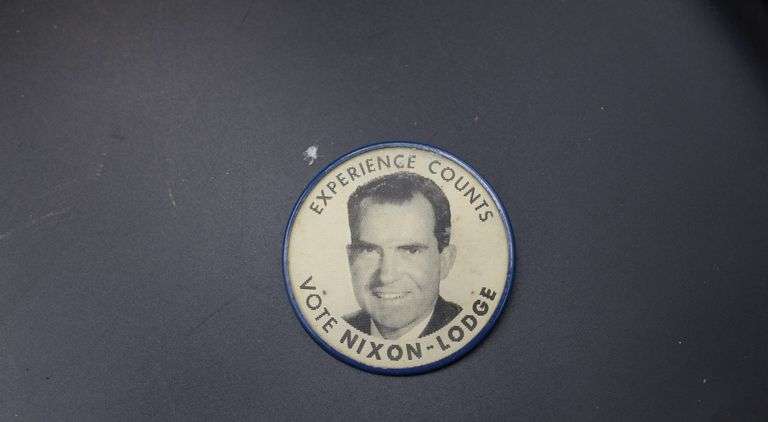 EXPERIENCE COUNTS
VOTE NIXON-LODGE